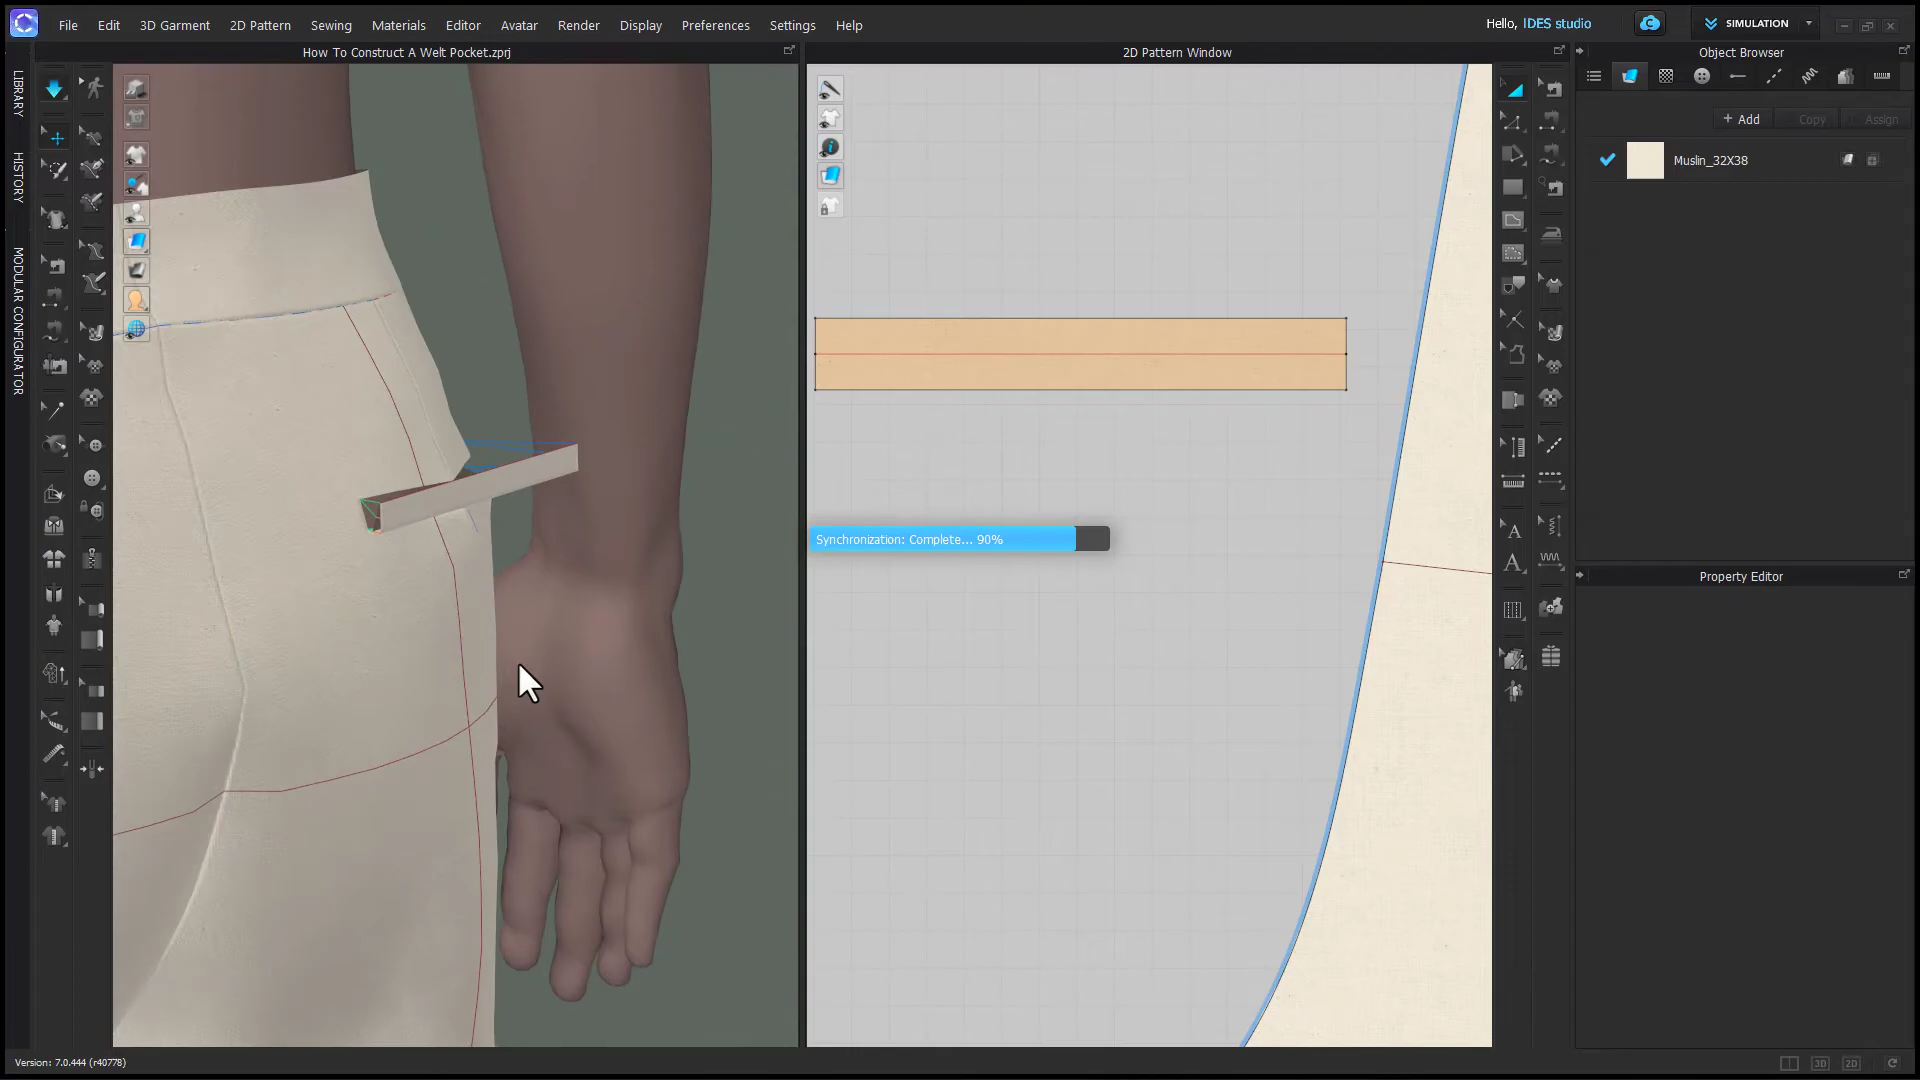 File Edit 3D Garment 2D Pattern Sewing Materials Editor Avatar Render Display Preferences Settings Help
Hello, IDES studio
SIMULATION
How To Construct A Welt Pocket.zprj
2D Pattern Window
Object Browser
LIBRARY
HISTORY
MODULAR CONFIGURATOR
+ Add Copy Assign
Muslin_32X38
Synchronization: Complete... 90%
Property Editor
Version: 7.0.444 (r40778)
3D 2D